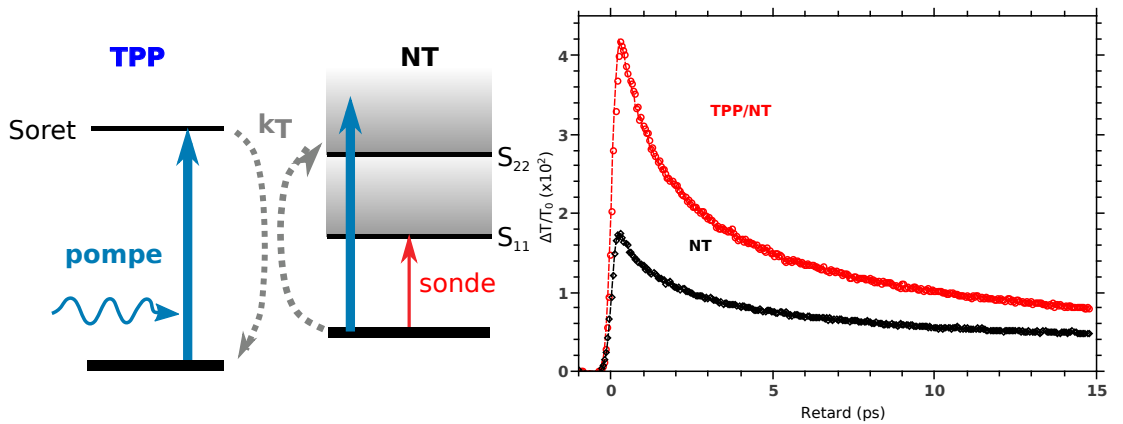 TPP
NT
Soret
kT
S22
S11
pompe
sonde
ΔT/T0 (x10²)
4
3
2
1
0
TPP/NT
NT
0
5
10
15
Retard (ps)